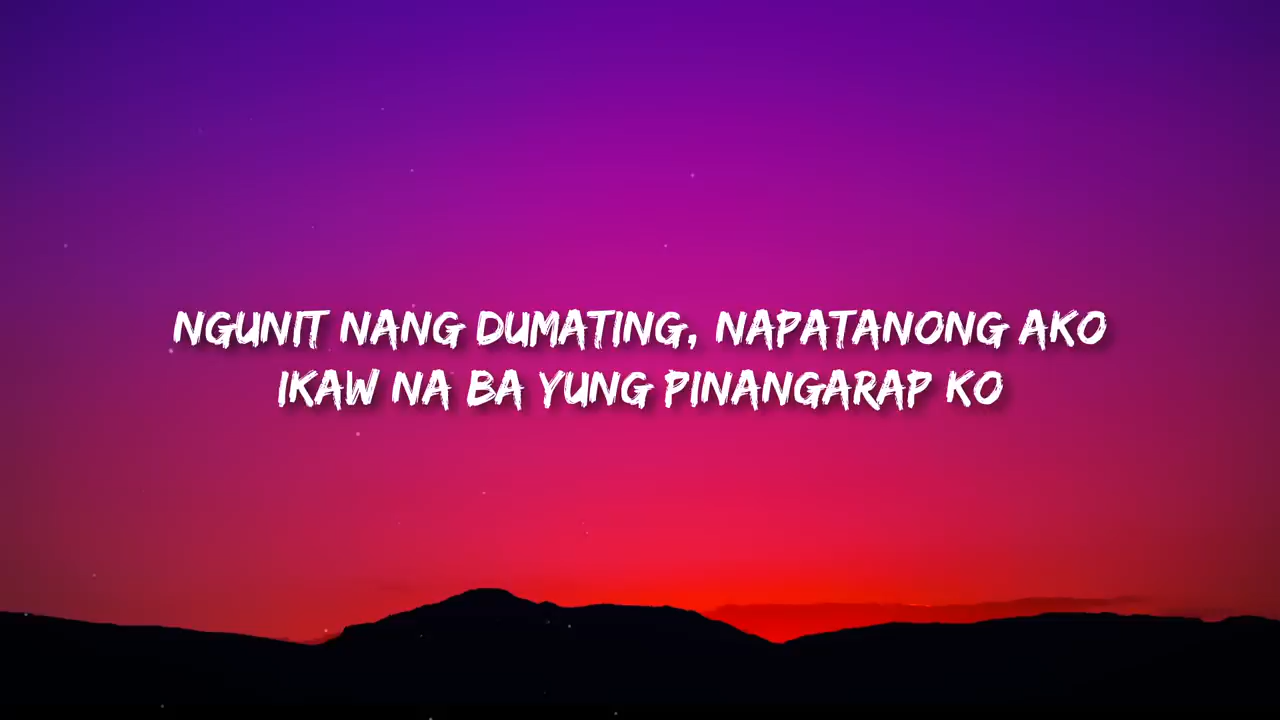 NGUNIT NANG DUMATING, NAPATANONG AKO
IKAW NA BA YUNG PINANGARAP KO